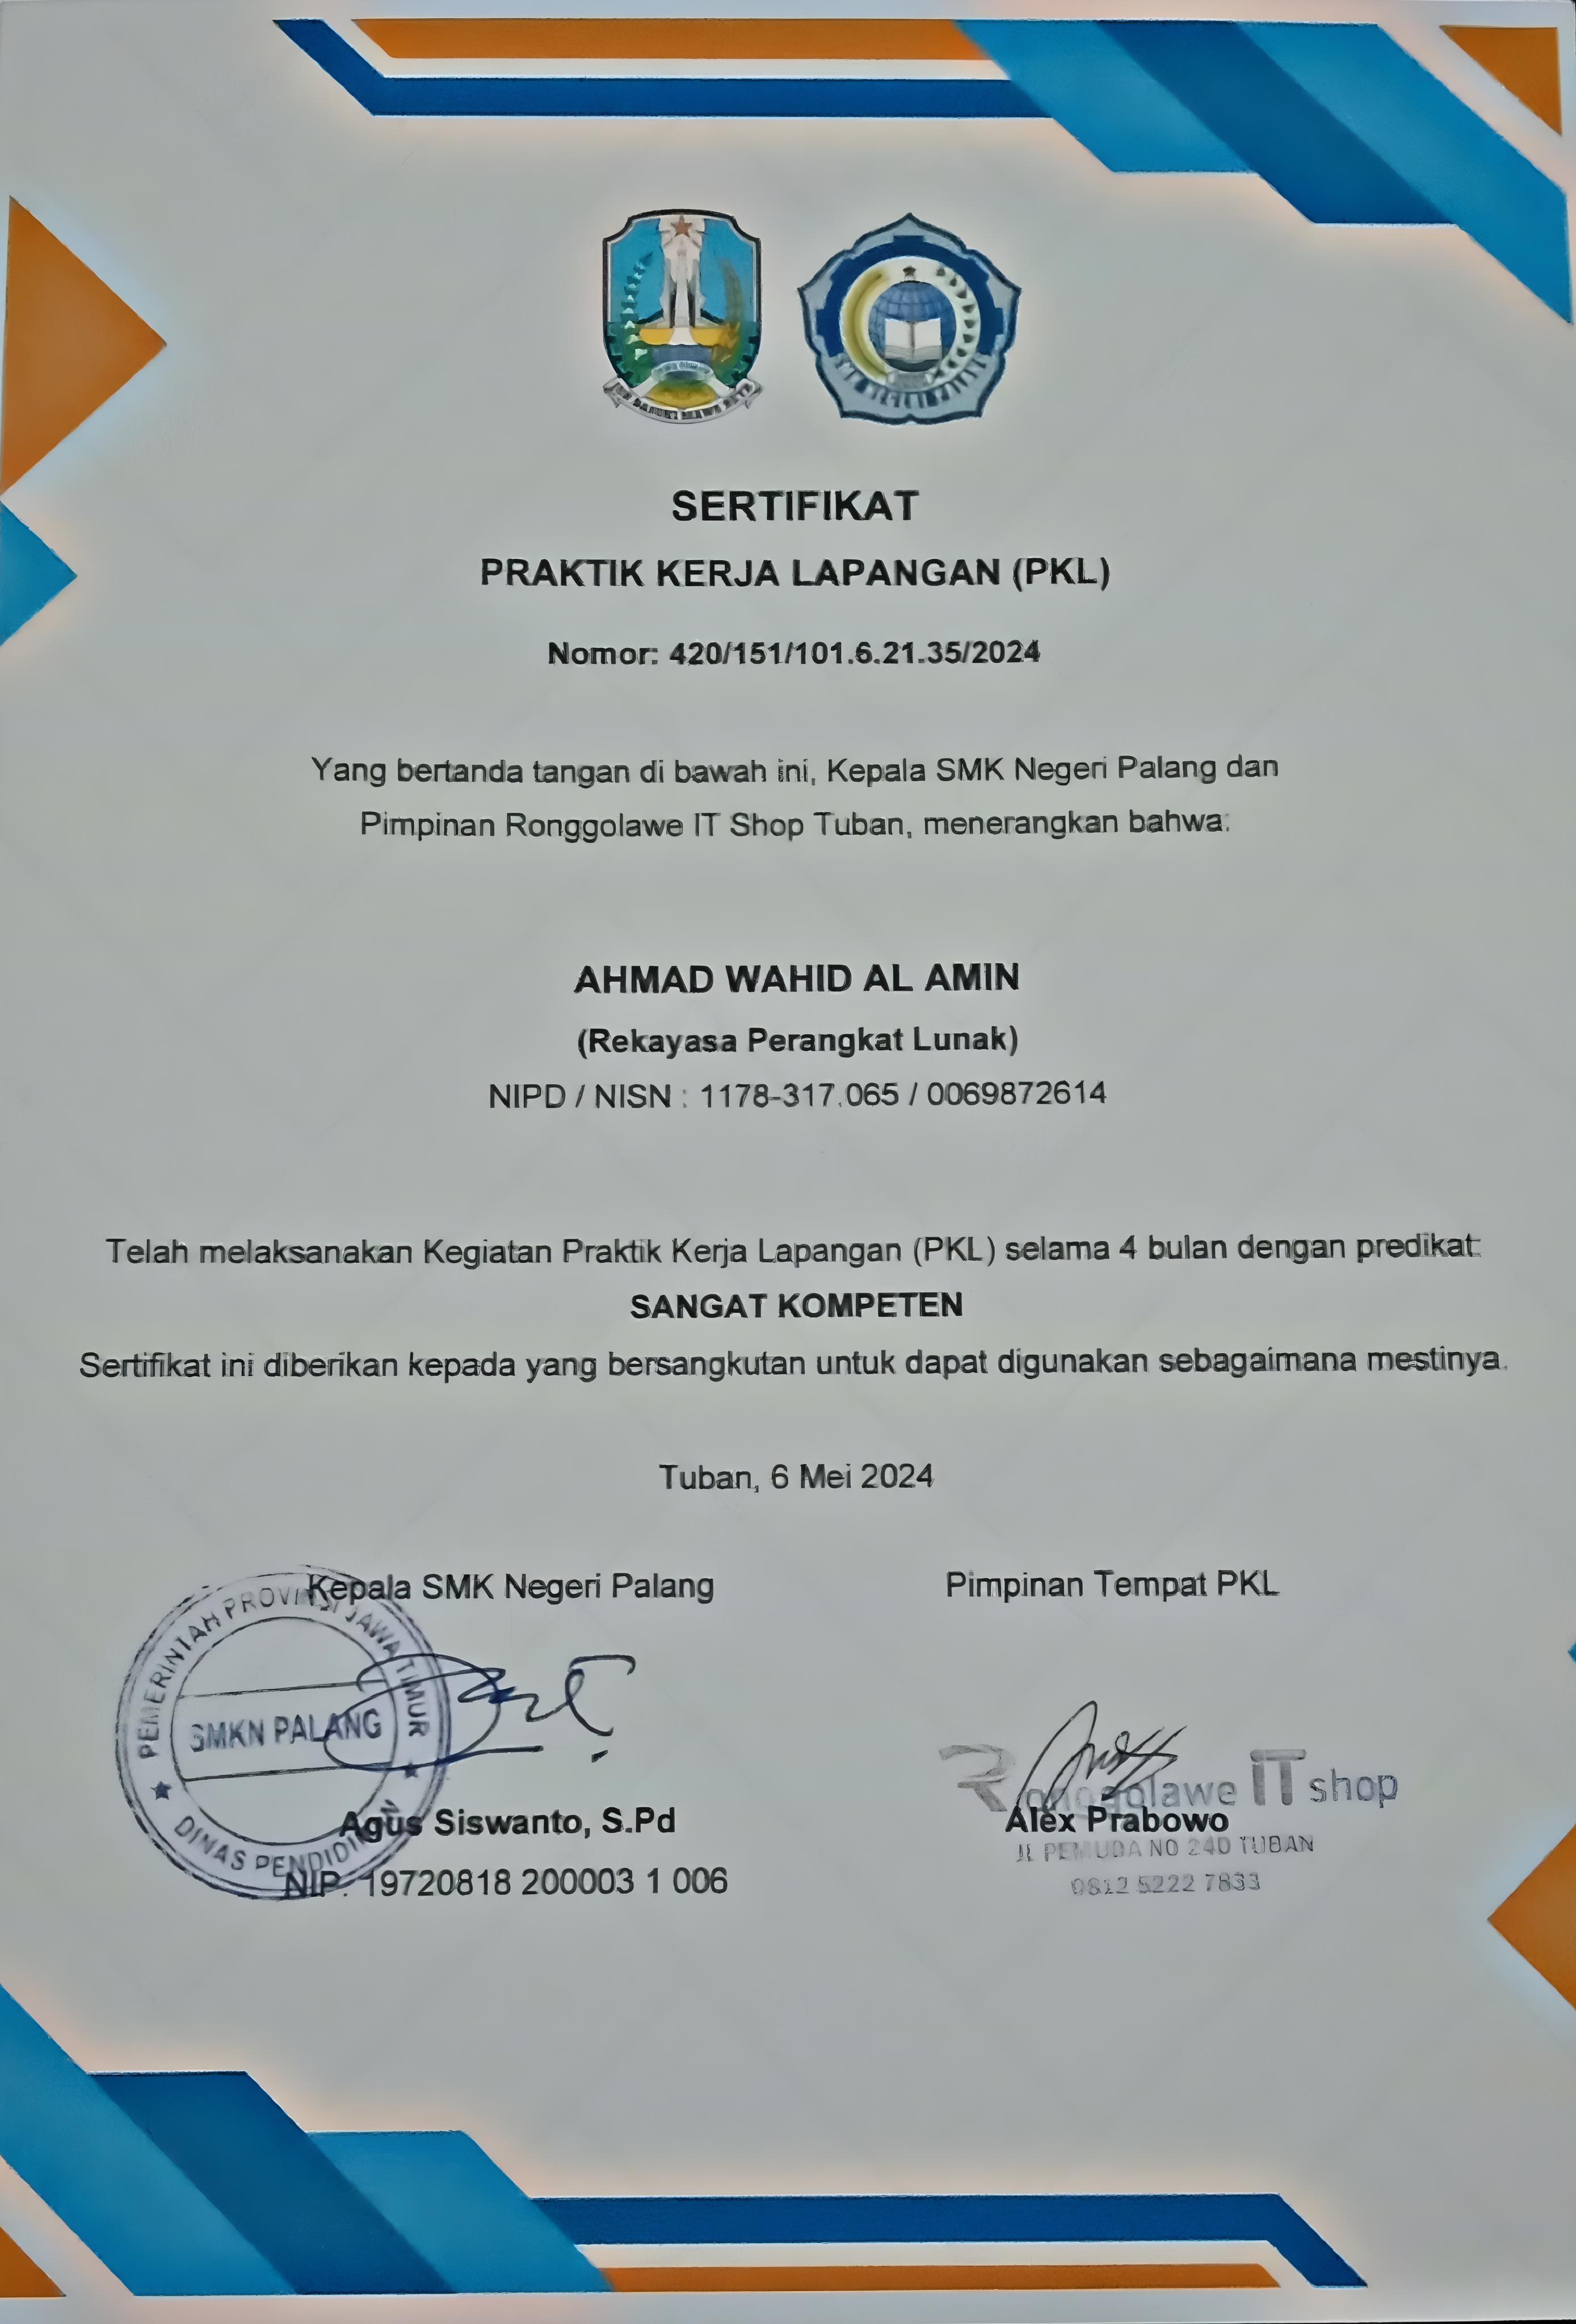 SERTIFIKAT
PRAKTIK KERJA LAPANGAN (PKL)
Nomor: 420/151/101.6.21.35/2024
Yang bertanda tangan di bawah ini, Kepala SMK Negeri Palang dan
Pimpinan Ronggolawe IT Shop Tuban, menerangkan bahwa:
AHMAD WAHID AL AMIN
(Rekayasa Perangkat Lunak)
NIPD / NISN : 1178-317.065 / 0069872614
Telah melaksanakan Kegiatan Praktik Kerja Lapangan (PKL) selama 4 bulan dengan predikat:
SANGAT KOMPETEN
Sertifikat ini diberikan kepada yang bersangkutan untuk dapat digunakan sebagaimana mestinya.
Tuban, 6 Mei 2024
Kepala SMK Negeri Palang
PEMERINTAH PROVINSI JAWA TIMUR
SMKN PALANG
DINAS PENDIDIKAN
Agus Siswanto, S.Pd
NIP. 19720818 200003 1 006
Pimpinan Tempat PKL
Ronggolawe iT shop
Alex Prabowo
Jl PEMUDA NO 240 TUBAN
0812 5222 7833